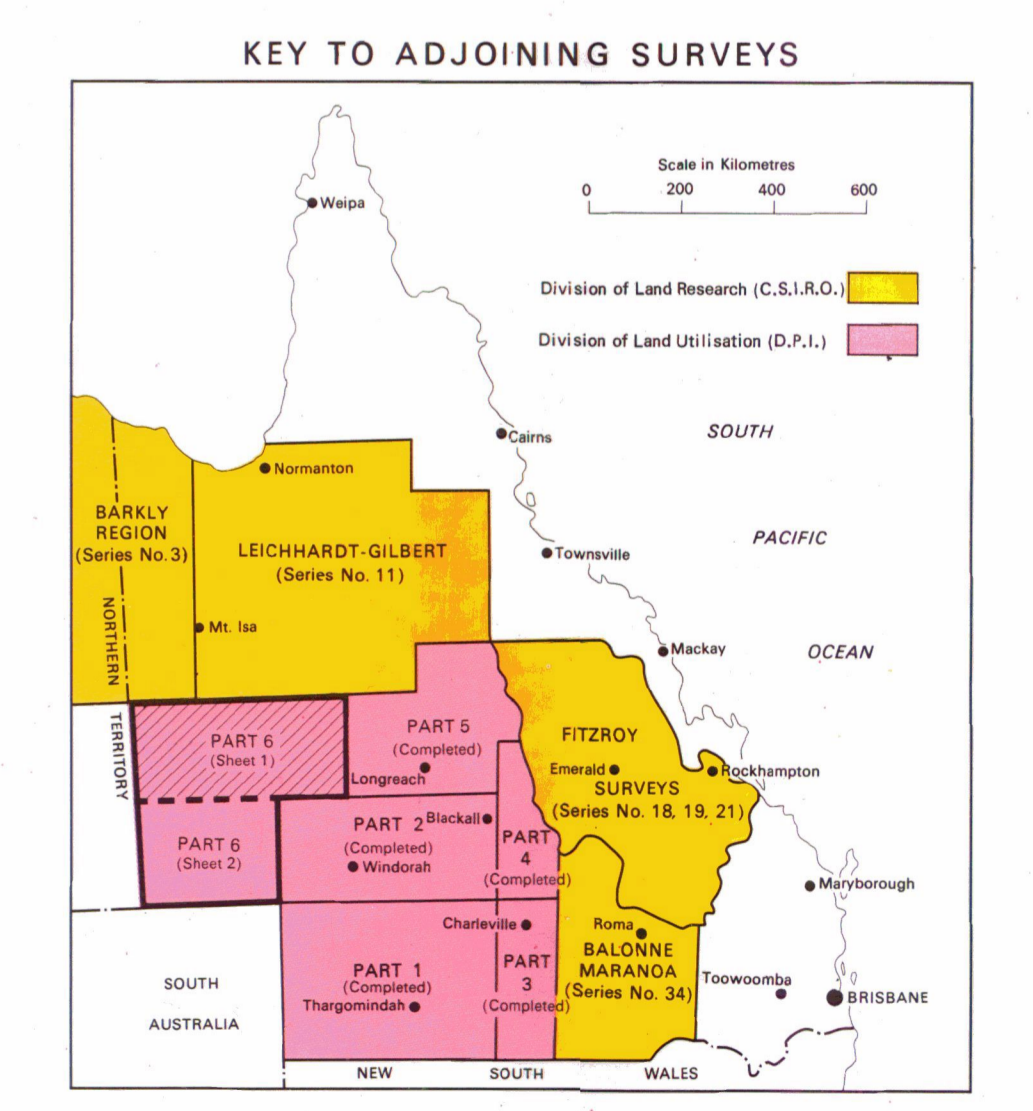 KEY TO ADJOINING SURVEYS
Scale in Kilometres
0 200 400 600
Weipa
Division of Land Research (C.S.I.R.O.)
Division of Land Utilisation (D.P.I.)
Cairns
SOUTH
Normanton
BARKLY
REGION
(Series No. 3)
LEICHHARDT-GILBERT
(Series No. 11)
PACIFIC
Townsville
NORTHERN
Mt. Isa
Mackay
OCEAN
TERRITORY
PART 6
(Sheet 1)
PART 5
(Completed)
Longreach
FITZROY
Emerald
SURVEYS
(Series No. 18, 19, 21)
Rockhampton
PART 6
(Sheet 2)
PART 2
(Completed)
Windorah
Blackall
PART
4
(Completed)
Maryborough
Charleville
Roma
BALONNE
MARANOA
(Series No. 34)
SOUTH
AUSTRALIA
PART 1
(Completed)
Thargomindah
PART
3
(Completed)
Toowoomba
BRISBANE
NEW SOUTH WALES